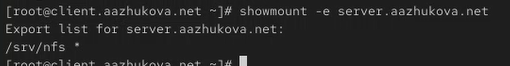 [root@client.aazhukova.net ~]# showmount -e server.aazhukova.net
Export list for server.aazhukova.net:
/srv/nfs *
[root@client.aazhukova.net ~]#